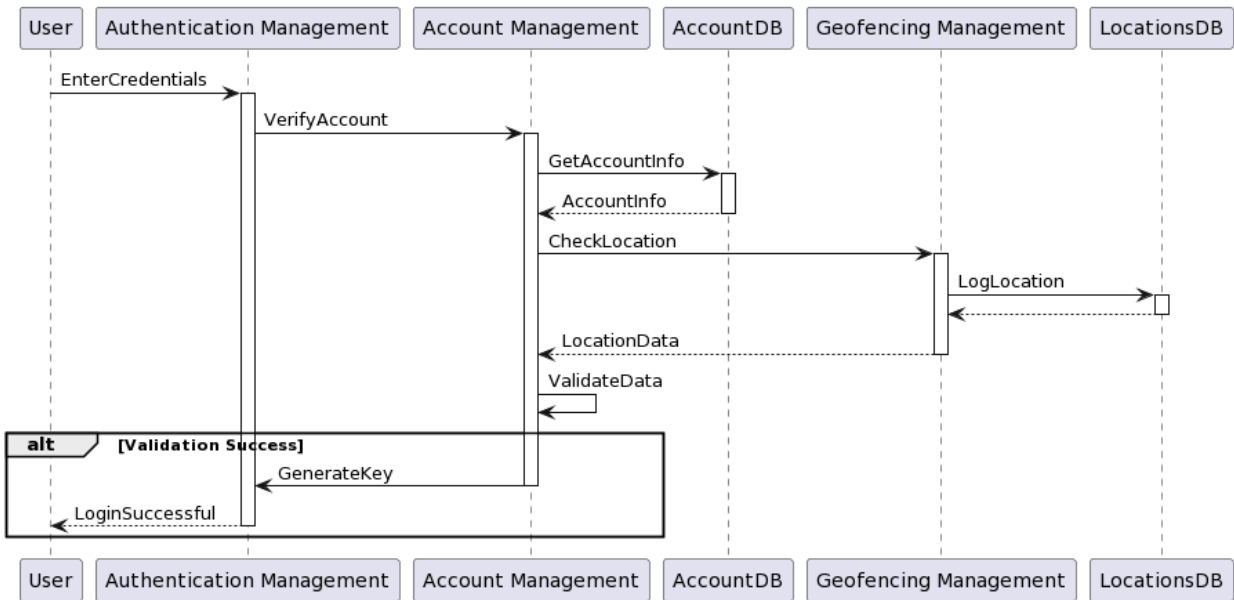 User Authentication Management Account Management AccountDB Geofencing Management LocationsDB
EnterCredentials
VerifyAccount
GetAccountInfo
AccountInfo
CheckLocation
LogLocation
LocationData
ValidateData
alt [Validation Success]
GenerateKey
LoginSuccessful
User Authentication Management Account Management AccountDB Geofencing Management LocationsDB